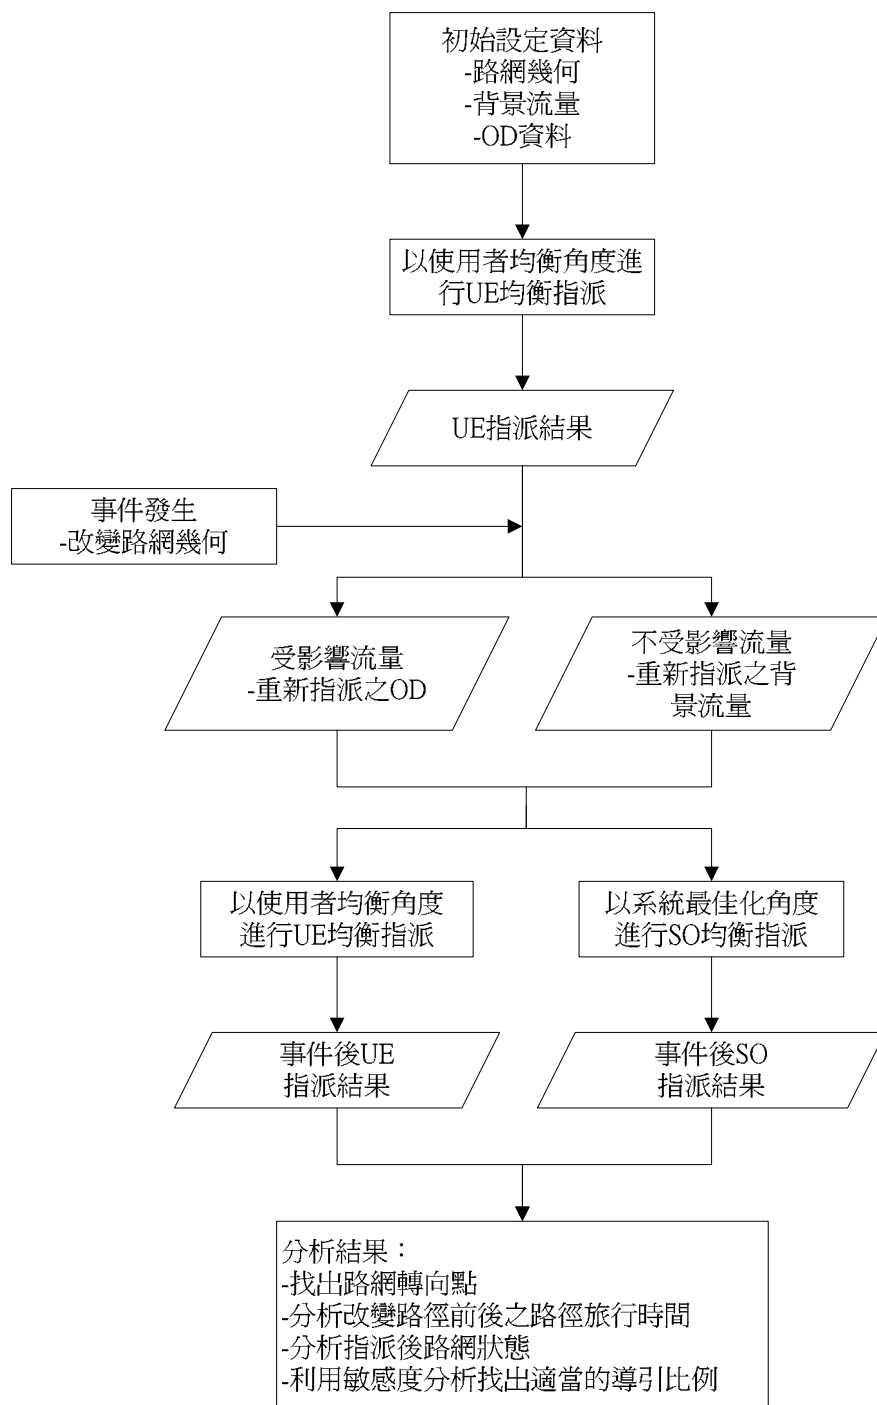 初始設定資料
-路網幾何
-背景流量
-OD資料
以使用者均衡角度進
行UE均衡指派
UE指派結果
事件發生
-改變路網幾何
受影響流量
-重新指派之OD
不受影響流量
-重新指派之背
景流量
以使用者均衡角度
進行UE均衡指派
以系統最佳化角度
進行SO均衡指派
事件後UE
指派結果
事件後SO
指派結果
分析結果：
-找出路網轉向點
-分析改變路徑前後之路徑旅行時間
-分析指派後路網狀態
-利用敏感度分析找出適當的導引比例